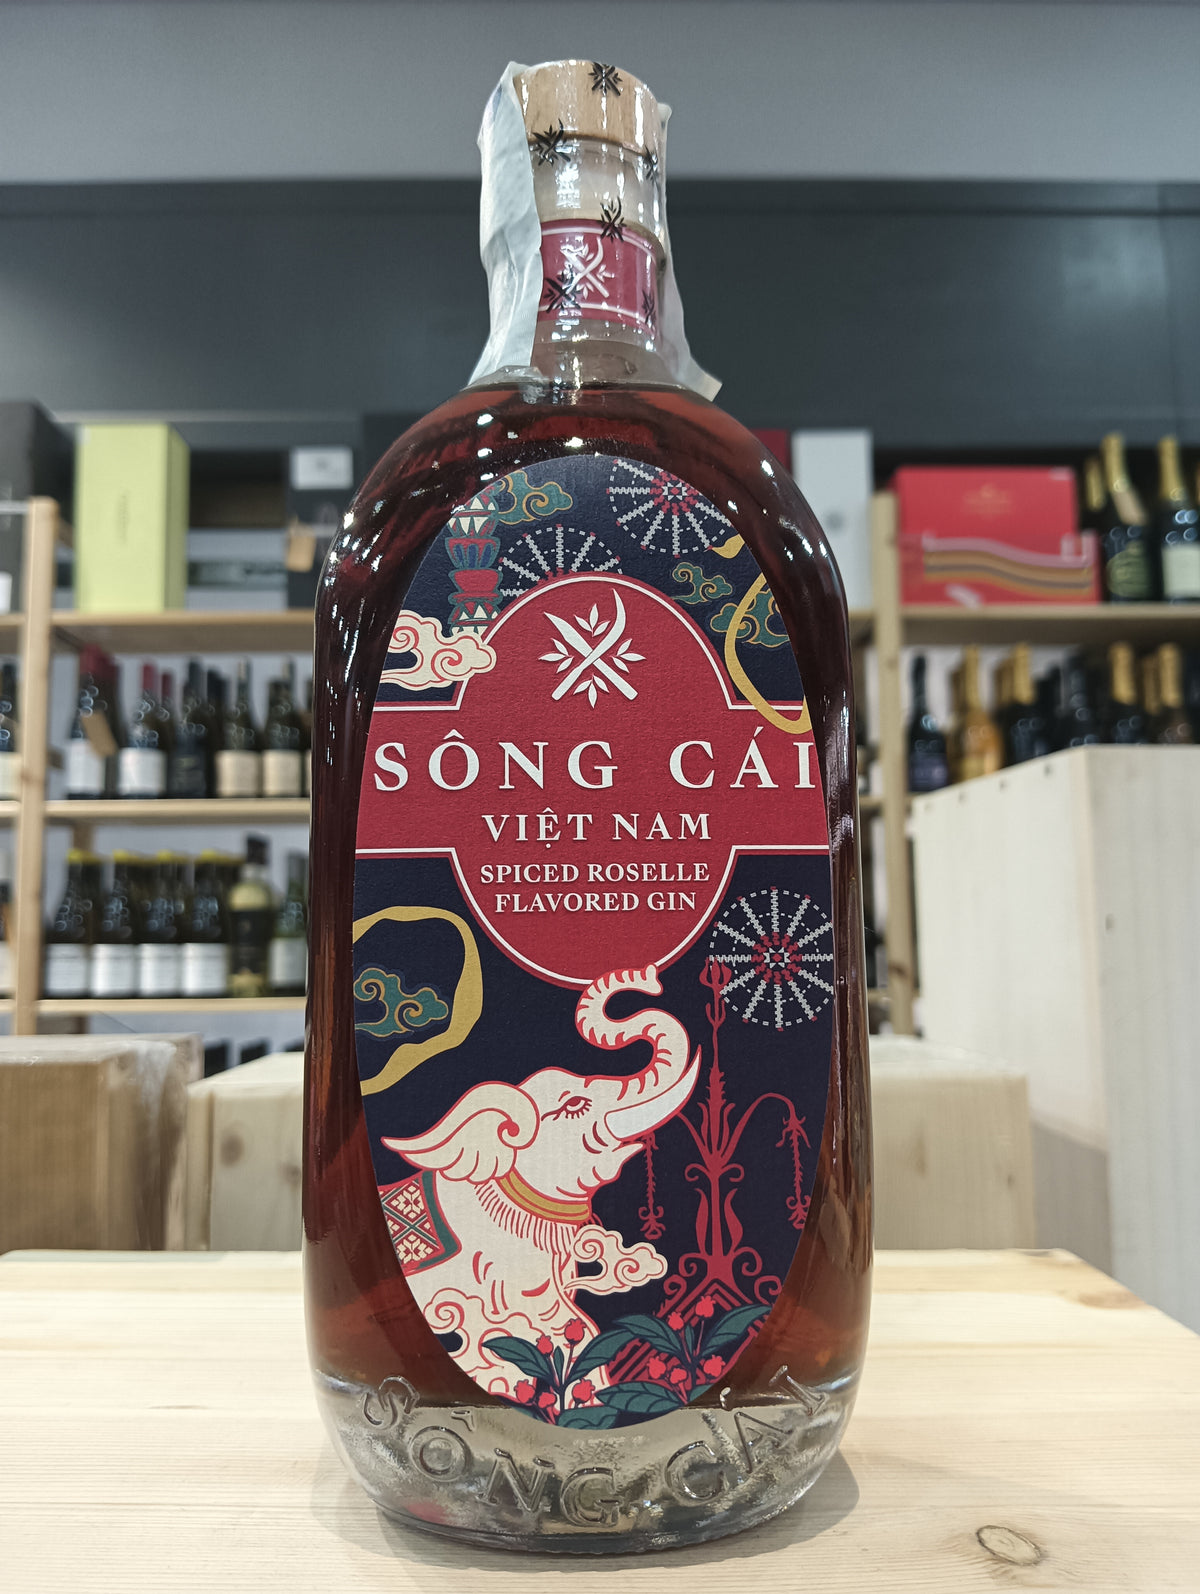 SÔNG CÁI
VIỆT NAM
SPICED ROSELLE
FLAVORED GIN
SÔNG CÁI